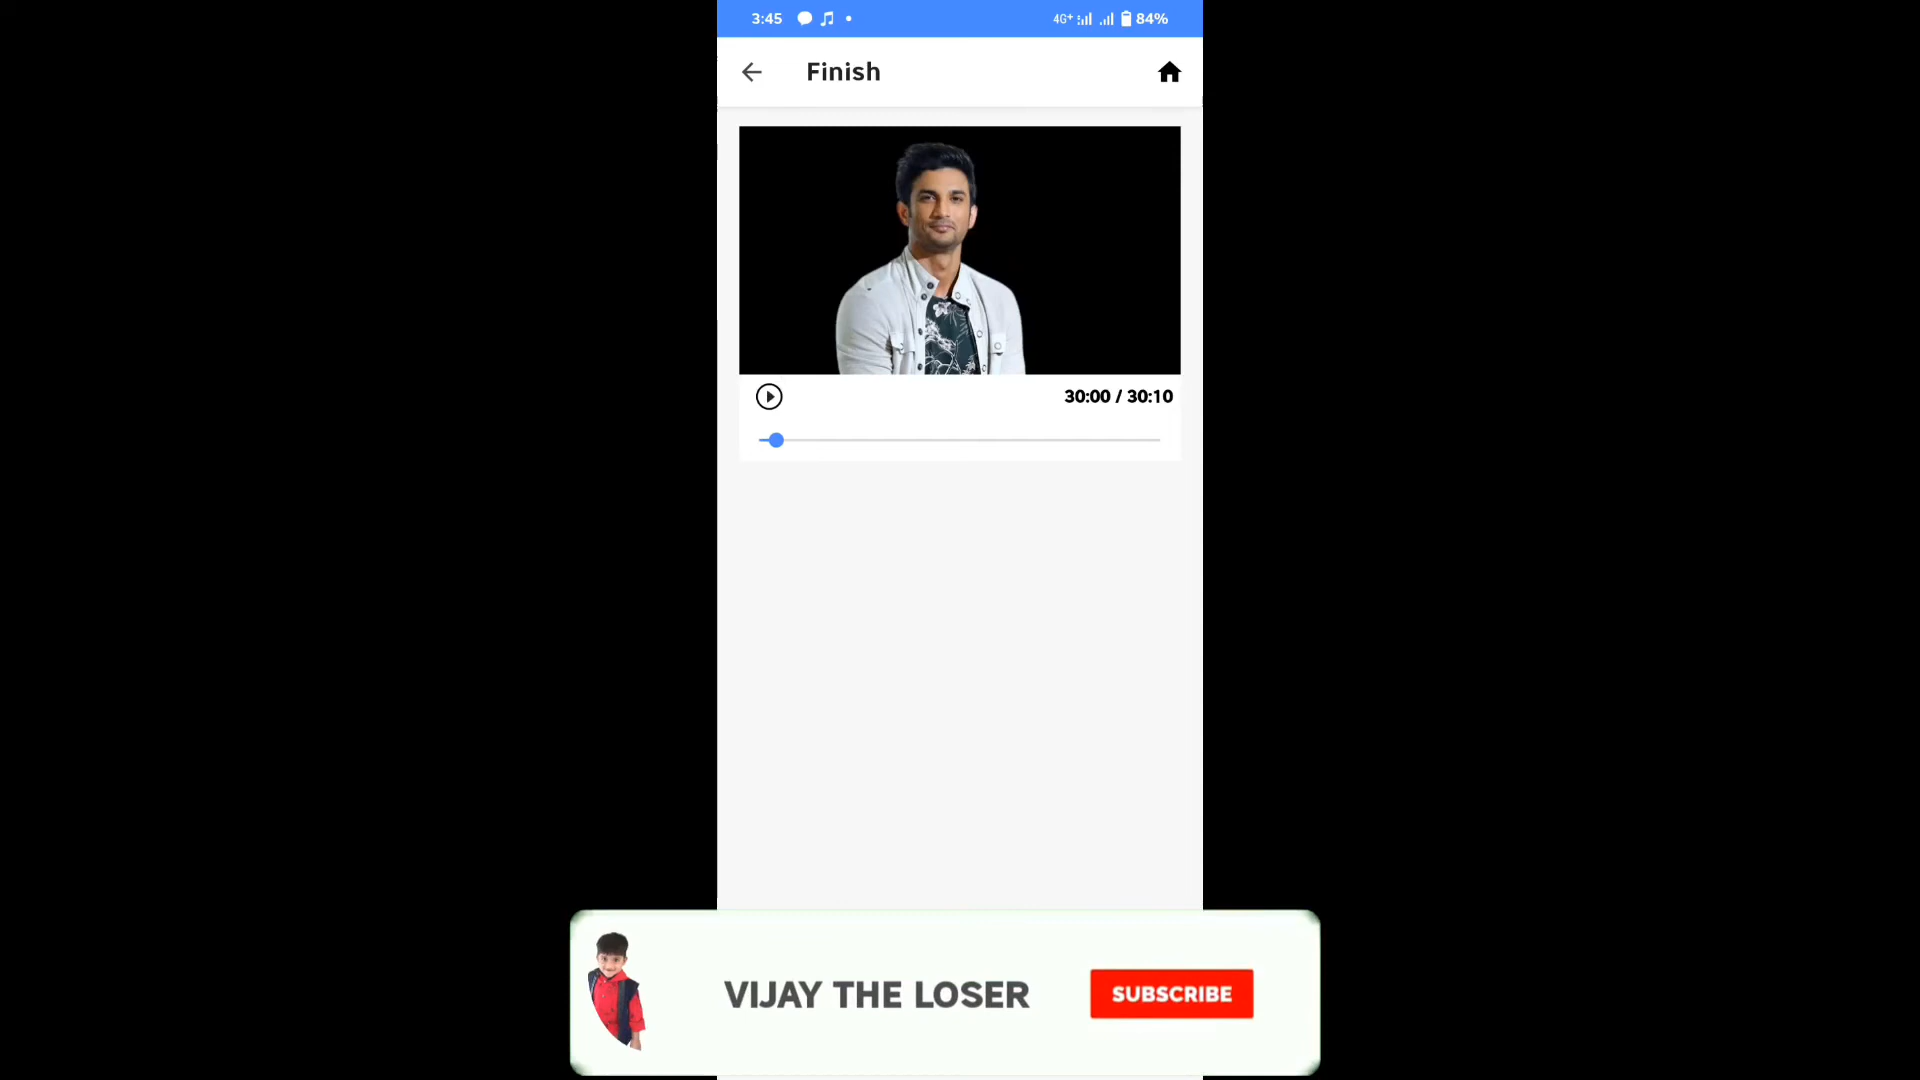 3:45
4G+ 84%
Finish
30:00 / 30:10
VIJAY THE LOSER
SUBSCRIBE